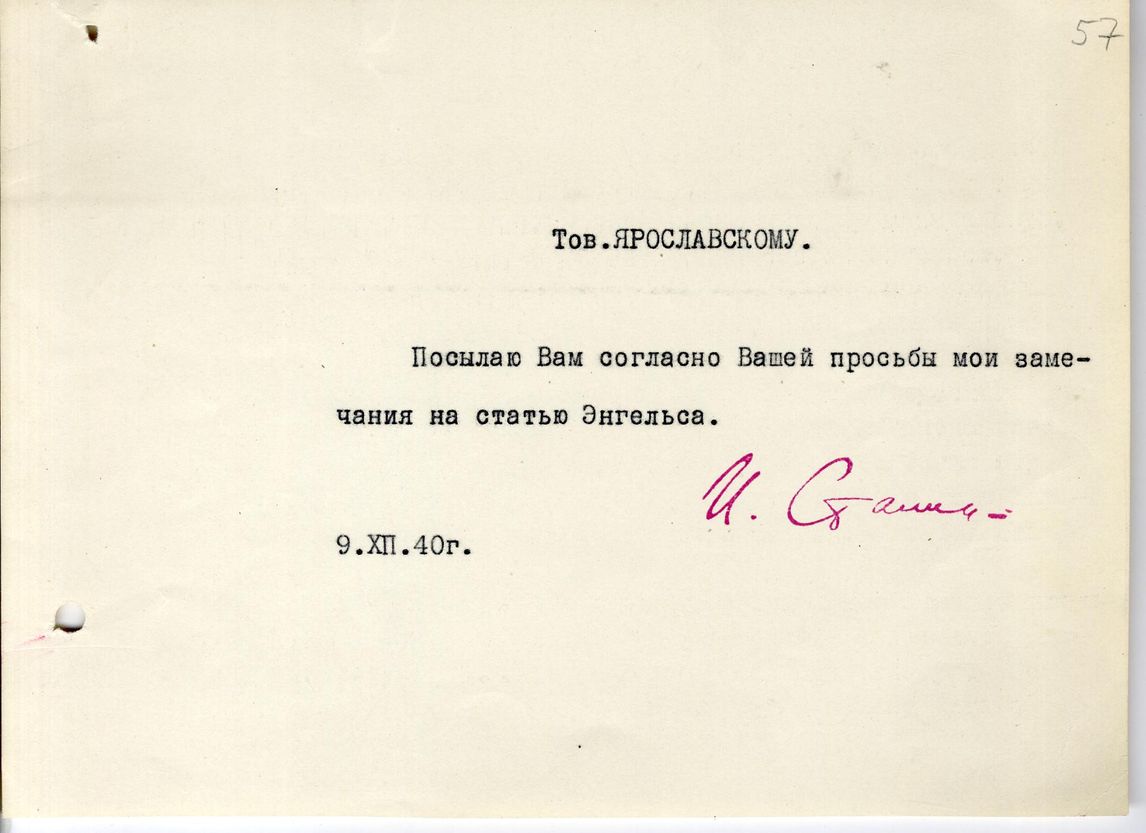 57
Тов.ЯРОСЛАВСКОМУ.
Посылаю Вам согласно Вашей просьбы мои заме-
чания на статью Энгельса.
И. Сталин
9.ХП.40г.